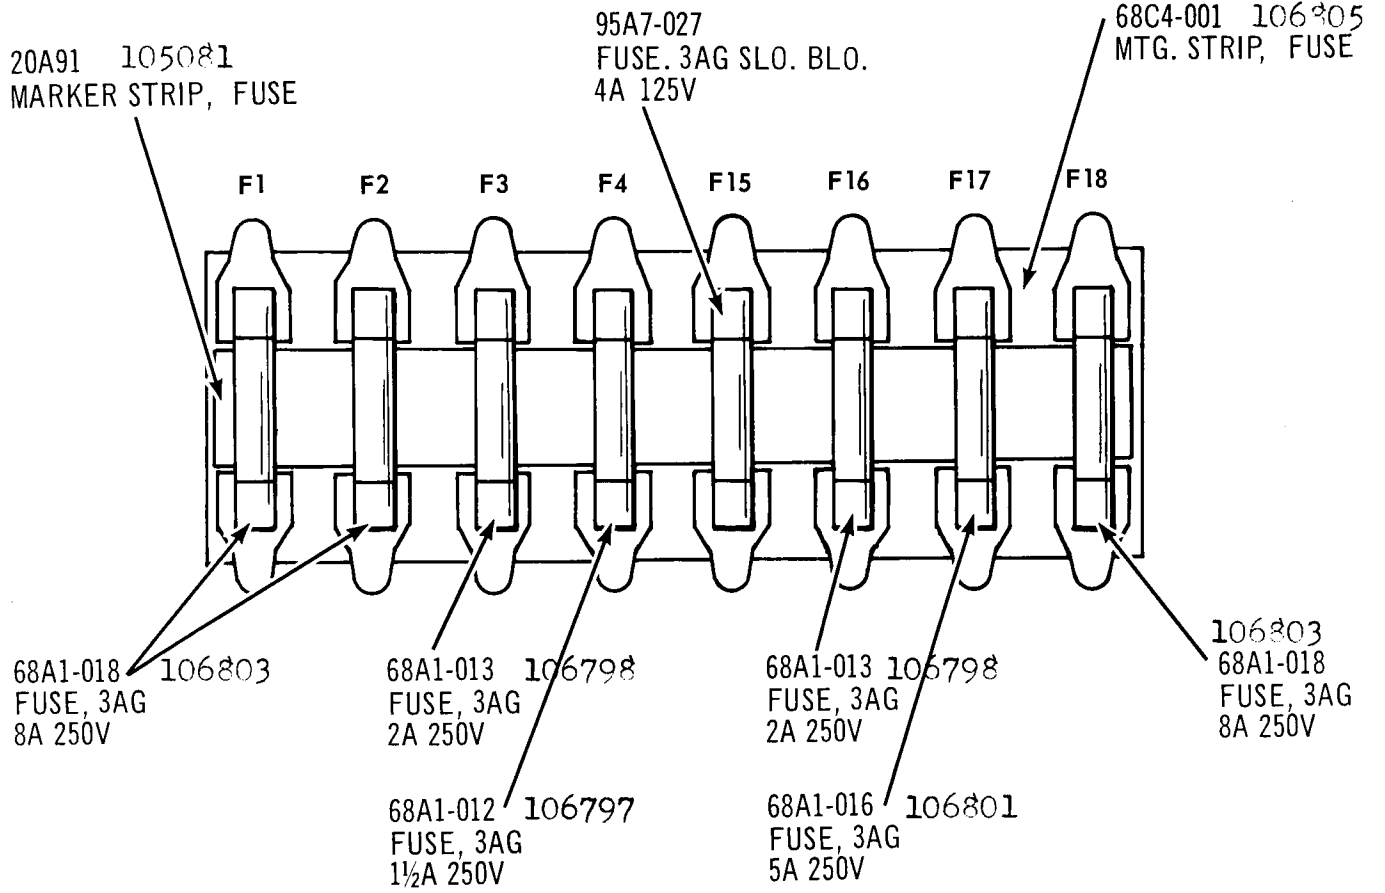 20A91 105081
MARKER STRIP, FUSE
95A7-027
FUSE. 3AG SLO. BLO.
4A 125V
68C4-001 106805
MTG. STRIP, FUSE
F1 F2 F3 F4 F15 F16 F17 F18
68A1-018 106803
FUSE, 3AG
8A 250V
68A1-013 106798
FUSE, 3AG
2A 250V
68A1-012 106797
FUSE, 3AG
1½A 250V
68A1-013 106798
FUSE, 3AG
2A 250V
68A1-016 106801
FUSE, 3AG
5A 250V
106803
68A1-018
FUSE, 3AG
8A 250V